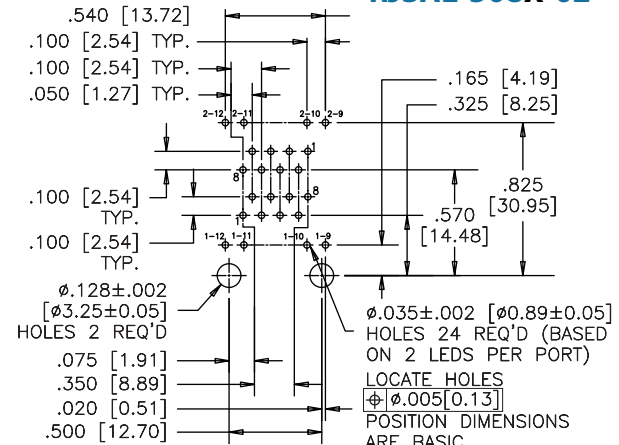 .540 [13.72]
.100 [2.54] TYP.
.100 [2.54] TYP.
.050 [1.27] TYP.
.165 [4.19]
.325 [8.25]
2-12 2-11 2-10 2-9
1
8
8
1
.100 [2.54]
TYP.
.100 [2.54]
TYP.
.825
[30.95]
.570
[14.48]
1-12 1-11 1-10 1-9
ø.128±.002
[ø3.25±0.05]
HOLES 2 REQ'D
ø.035±.002 [ø0.89±0.05]
HOLES 24 REQ'D (BASED
ON 2 LEDS PER PORT)
LOCATE HOLES
⌖ ø.005[0.13]
POSITION DIMENSIONS
ARE BASIC
.075 [1.91]
.350 [8.89]
.020 [0.51]
.500 [12.70]